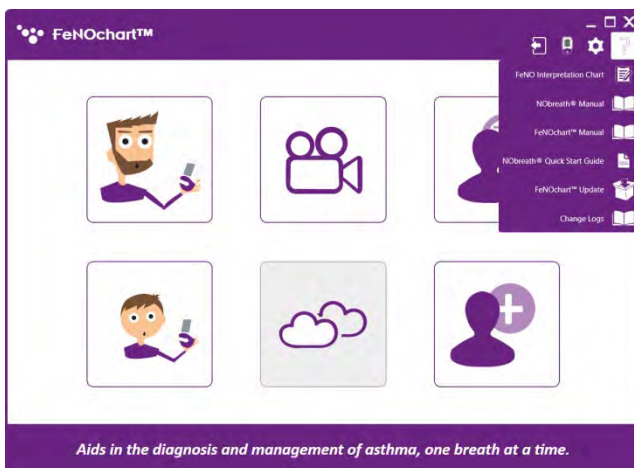 FeNOchart™
?
FeNO Interpretation Chart
NObreath® Manual
FeNOchart™ Manual
NObreath® Quick Start Guide
FeNOchart™ Update
Change Logs
Aids in the diagnosis and management of asthma, one breath at a time.